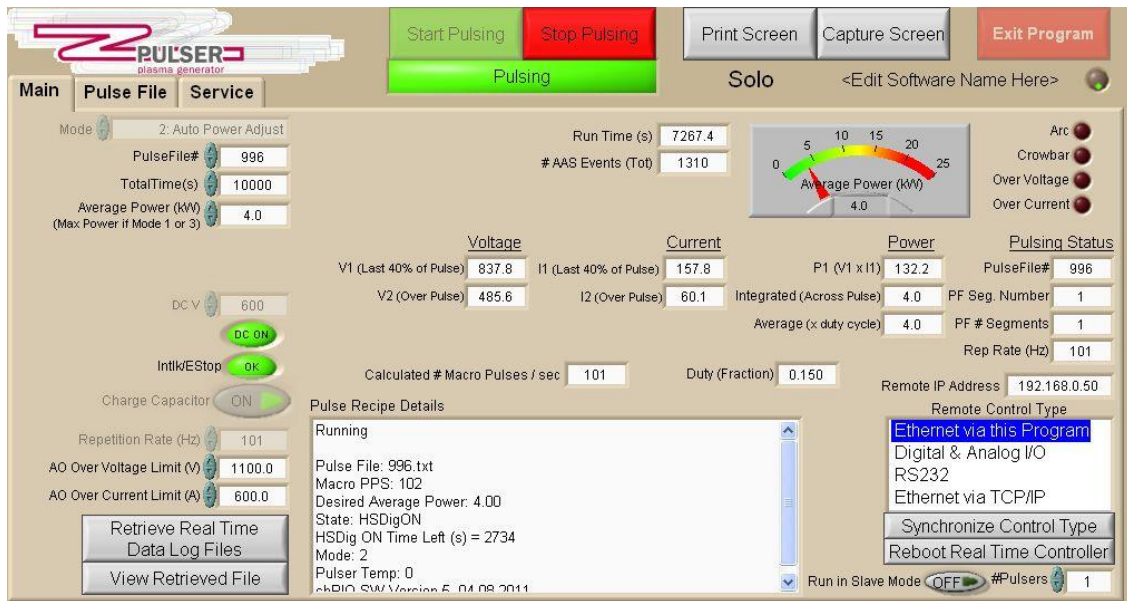 Start Pulsing Stop Pulsing Print Screen Capture Screen Exit Program
Z PULSER
plasma generator
Pulsing Solo <Edit Software Name Here>
Main Pulse File Service
Mode 2: Auto Power Adjust
PulseFile# 996
TotalTime(s) 10000
Average Power (kW) 4.0
(Max Power if Mode 1 or 3)
Run Time (s) 7267.4
# AAS Events (Tot) 1310
0 5 10 15 20 25
Average Power (kW)
4.0
Arc
Crowbar
Over Voltage
Over Current
Voltage Current Power Pulsing Status
V1 (Last 40% of Pulse) 837.8 I1 (Last 40% of Pulse) 157.8 P1 (V1 x I1) 132.2 PulseFile# 996
V2 (Over Pulse) 485.6 I2 (Over Pulse) 60.1 Integrated (Across Pulse) 4.0 PF Seg. Number 1
Average (x duty cycle) 4.0 PF # Segments 1
Rep Rate (Hz) 101
DC V 600
DC ON
Intlk/EStop OK
Charge Capacitor ON
Repetition Rate (Hz) 101
AO Over Voltage Limit (V) 1100.0
AO Over Current Limit (A) 600.0
Retrieve Real Time
Data Log Files
View Retrieved File
Calculated # Macro Pulses / sec 101 Duty (Fraction) 0.150
Pulse Recipe Details
Running
Pulse File: 996.txt
Macro PPS: 102
Desired Average Power: 4.00
State: HSDigON
HSDig ON Time Left (s) = 2734
Mode: 2
Pulser Temp: 0
cbRIO SW Version 5 04 08 2011
Remote IP Address 192.168.0.50
Remote Control Type
Ethernet via this Program
Digital & Analog I/O
RS232
Ethernet via TCP/IP
Synchronize Control Type
Reboot Real Time Controller
Run in Slave Mode OFF #Pulsers 1